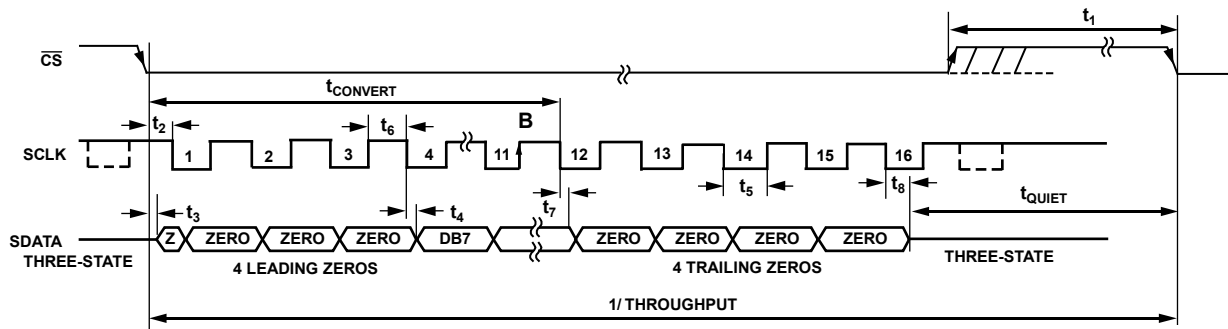 t1
CS
tCONVERT
t2 t6 B
SCLK 1 2 3 4 11 12 13 14 15 16
t5 t8
t3 t4 t7 tQUIET
SDATA Z ZERO ZERO ZERO DB7 ZERO ZERO ZERO ZERO
THREE-STATE 4 LEADING ZEROS 4 TRAILING ZEROS THREE-STATE
1/ THROUGHPUT